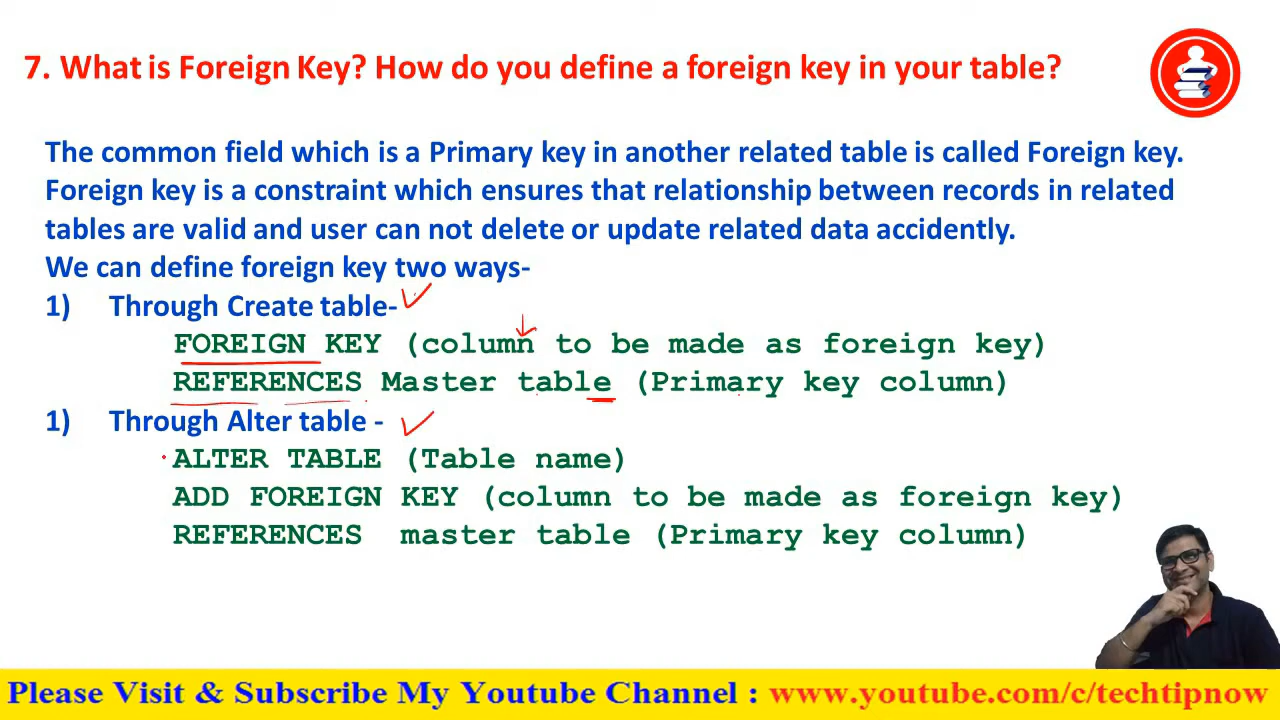 7. What is Foreign Key? How do you define a foreign key in your table?
The common field which is a Primary key in another related table is called Foreign key.
Foreign key is a constraint which ensures that relationship between records in related
tables are valid and user can not delete or update related data accidently.
We can define foreign key two ways-
1) Through Create table-
FOREIGN KEY (column to be made as foreign key)
REFERENCES Master table (Primary key column)
1) Through Alter table -
ALTER TABLE (Table name)
ADD FOREIGN KEY (column to be made as foreign key)
REFERENCES master table (Primary key column)
Please Visit & Subscribe My Youtube Channel : www.youtube.com/c/techtipnow